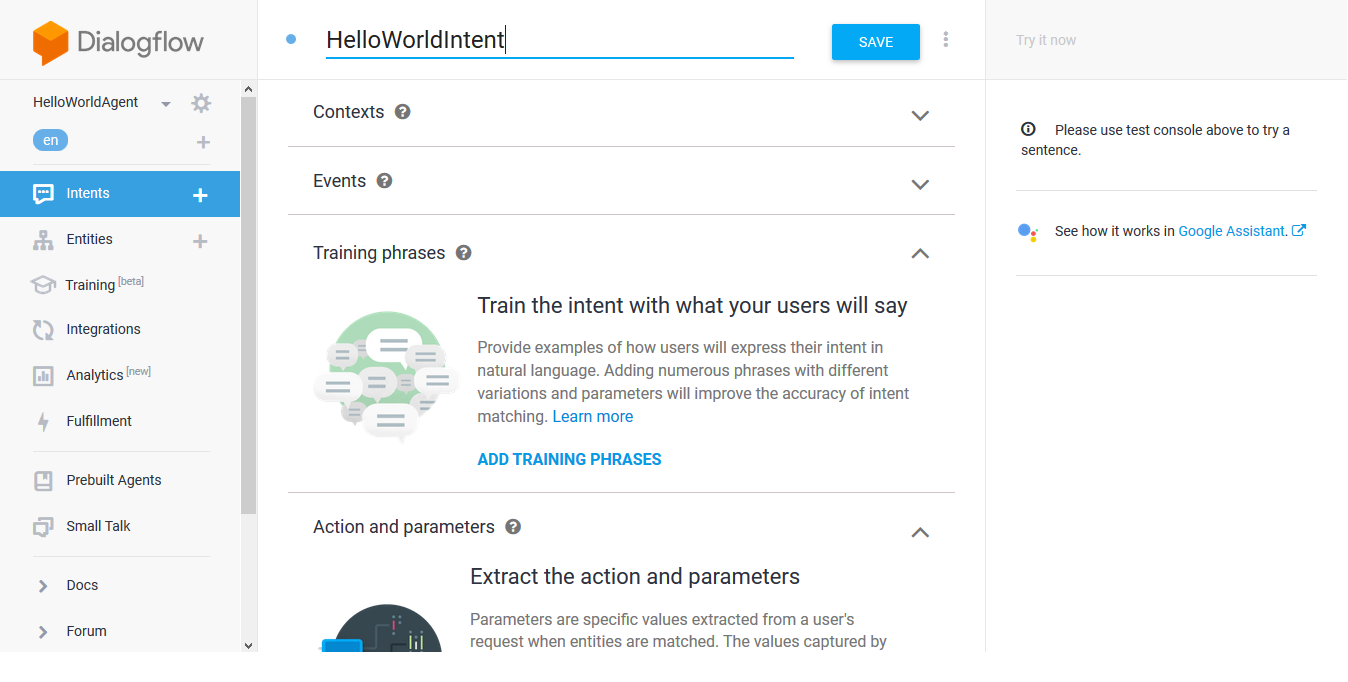 Dialogflow
HelloWorldAgent
en
Intents
Entities
Training [beta]
Integrations
Analytics [new]
Fulfillment
Prebuilt Agents
Small Talk
Docs
Forum
HelloWorldIntent
SAVE
Contexts
Events
Training phrases
Train the intent with what your users will say
Provide examples of how users will express their intent in
natural language. Adding numerous phrases with different
variations and parameters will improve the accuracy of intent
matching. Learn more
ADD TRAINING PHRASES
Action and parameters
Extract the action and parameters
Parameters are specific values extracted from a user's
request when entities are matched. The values captured by
Try it now
Please use test console above to try a
sentence.
See how it works in Google Assistant.